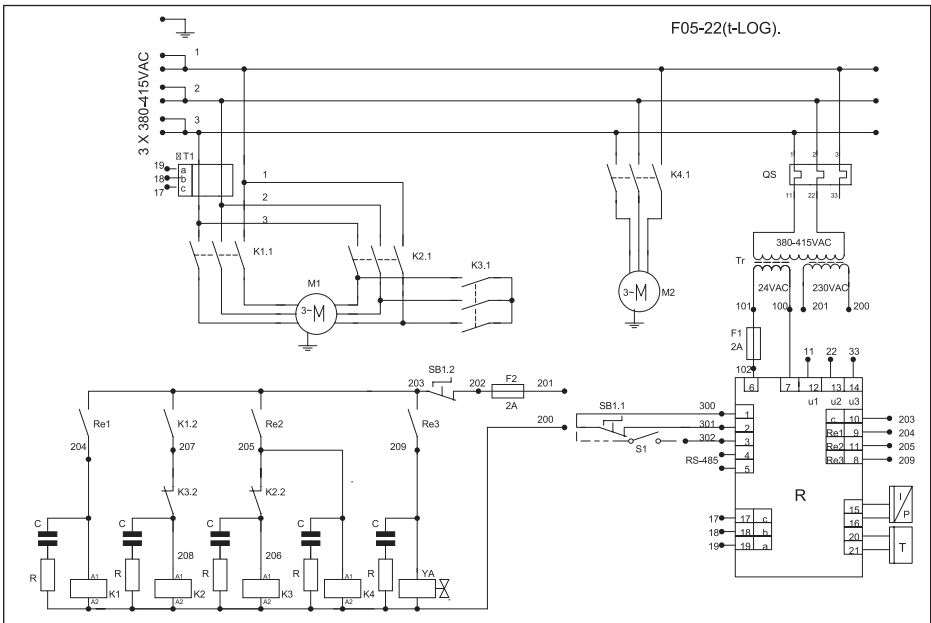 F05-22(t-LOG).
3 X 380-415VAC
1
2
3
T1
19 a
18 b
17 c
1
2
3
K1.1
K2.1
K3.1
M1
3~M
K4.1
3~M M2
1 2 3
QS
11 22 33
380-415VAC
Tr
24VAC 230VAC
101 100 201 200
F1
2A
102
11 22 33
6 7 12 13 14
u1 u2 u3
SB1.2
203 202 F2 201
2A
200
SB1.1
300 1
301 2
302 3
S1
RS-485 4
5
c 10 203
Re1 9 204
Re2 11 205
Re3 8 209
R
15 I/P
16
20 T
21
17 17 c
18 18 b
19 19 a
Re1 K1.2 Re2 Re3
204 207 205 209
K3.2 K2.2
C C C C C
208 206
R R R R R
A1 A1 A1 A1 YA
K1 K2 K3 K4
A2 A2 A2 A2